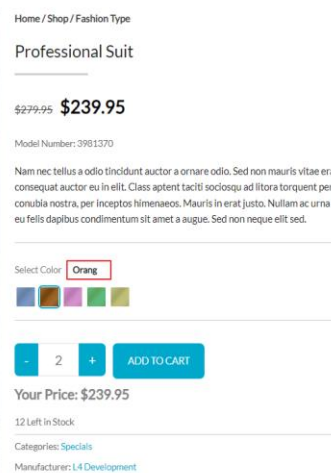 Home / Shop / Fashion Type
Professional Suit
$279.95 $239.95
Model Number: 3981370
Nam nec tellus a odio tincidunt auctor a ornare odio. Sed non mauris vitae er
consequat auctor eu in elit. Class aptent taciti sociosqu ad litora torquent pe
conubia nostra, per inceptos himenaeos. Mauris in erat justo. Nullam ac urna
eu felis dapibus condimentum sit amet a augue. Sed non neque elit sed.
Select Color Orang
- 2 + ADD TO CART
Your Price: $239.95
12 Left in Stock
Categories: Specials
Manufacturer: L4 Development